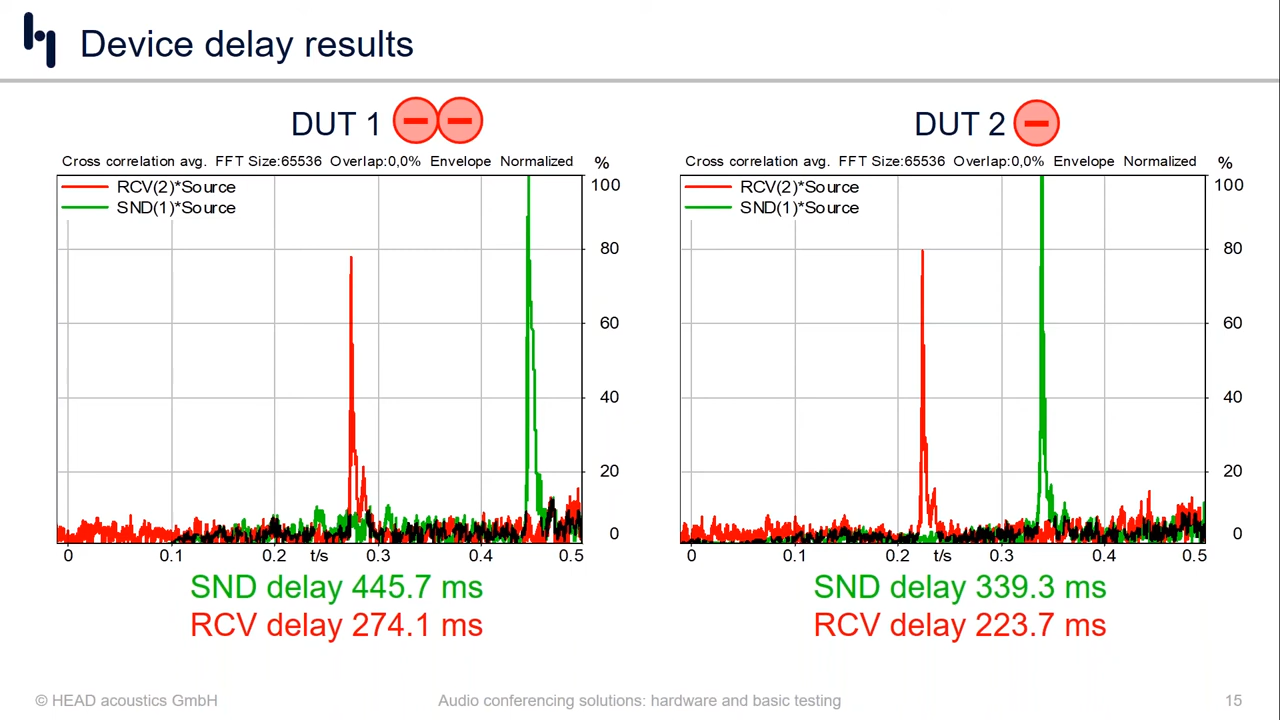 Device delay results
DUT 1
Cross correlation avg. FFT Size:65536 Overlap:0,0% Envelope Normalized %
RCV(2)*Source
SND(1)*Source
100
80
60
40
20
0
0 0.1 0.2 t/s 0.3 0.4 0.5
SND delay 445.7 ms
RCV delay 274.1 ms
DUT 2
Cross correlation avg. FFT Size:65536 Overlap:0,0% Envelope Normalized %
RCV(2)*Source
SND(1)*Source
100
80
60
40
20
0
0 0.1 0.2 t/s 0.3 0.4 0.5
SND delay 339.3 ms
RCV delay 223.7 ms
© HEAD acoustics GmbH
Audio conferencing solutions: hardware and basic testing
15